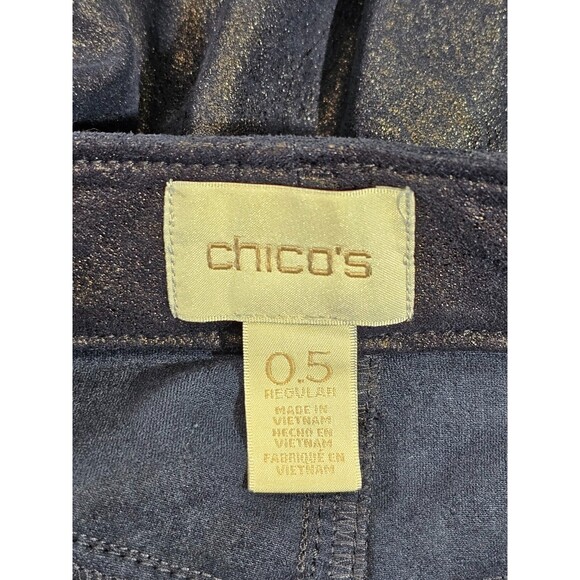 chico's
0.5
REGULAR
MADE IN
VIETNAM
HECHO EN
VIETNAM
FABRIQUÉ EN
VIETNAM